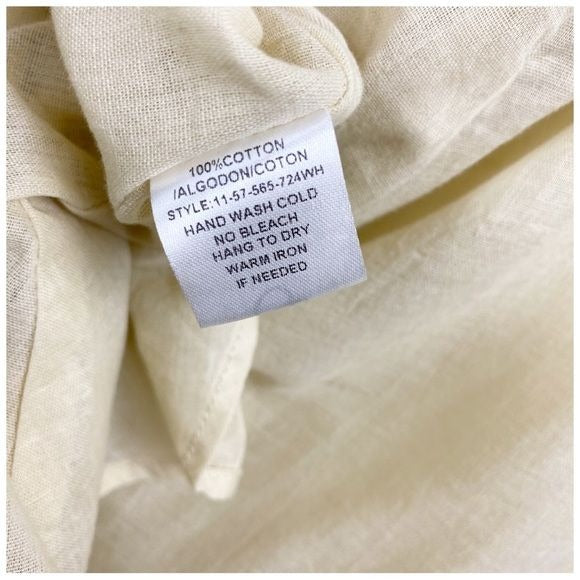 100%COTTON
/ALGODON/COTON
STYLE:11-57-565-724WH
HAND WASH COLD
NO BLEACH
HANG TO DRY
WARM IRON
IF NEEDED